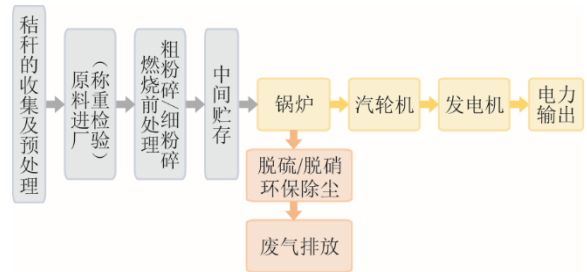 秸秆的收集及预处理
原料进厂
（称重检验）
燃烧前处理
粗粉碎/细粉碎
中间贮存
锅炉
汽轮机
发电机
电力
输出
脱硫/脱硝
环保除尘
废气排放